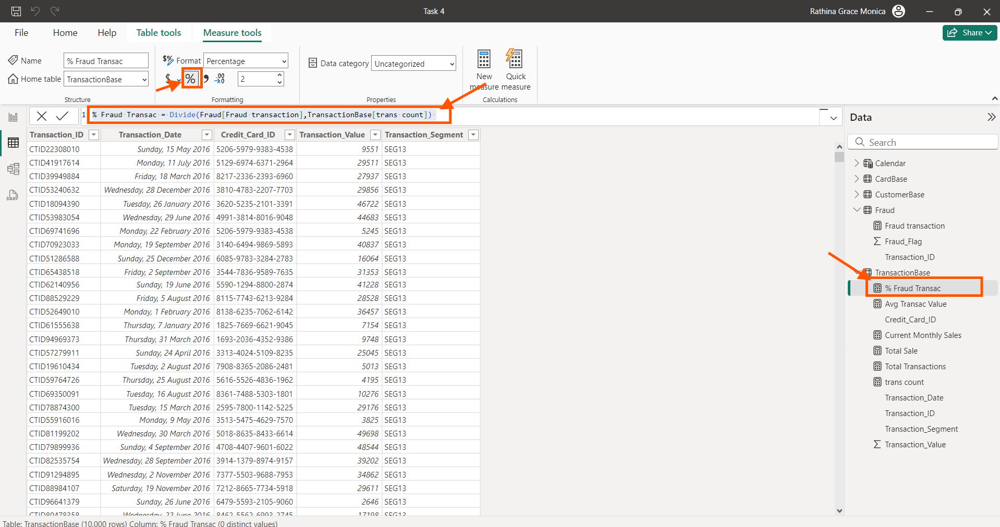 Task 4
Rathina Grace Monica
File Home Help Table tools Measure tools
Share
Name % Fraud Transac
Home table TransactionBase
Structure
$% Format Percentage
$ % , .00 →0 2
Formatting
Data category Uncategorized
Properties
New measure
Quick measure
Calculations
1 % Fraud Transac = Divide(Fraud[Fraud transaction],TransactionBase[trans count])
DAX
Transaction_ID Transaction_Date Credit_Card_ID Transaction_Value Transaction_Segment
CTID22308010 Sunday, 15 May 2016 5206-5979-9383-4538 9551 SEG13
CTID41917614 Monday, 11 July 2016 5129-6974-6371-2964 29511 SEG13
CTID39949884 Friday, 18 March 2016 8217-2336-2393-6960 27937 SEG13
CTID53240632 Wednesday, 28 December 2016 3810-4783-2207-7703 29856 SEG13
CTID18094390 Tuesday, 26 January 2016 3620-5235-2101-3391 46722 SEG13
CTID53983054 Wednesday, 29 June 2016 4991-3814-8016-9048 44683 SEG13
CTID69741696 Monday, 22 February 2016 5206-5979-9383-4538 5245 SEG13
CTID70923033 Monday, 19 September 2016 3140-6494-9869-5893 40837 SEG13
CTID51286588 Sunday, 25 December 2016 6085-9783-3284-2783 16064 SEG13
CTID65438518 Friday, 2 September 2016 3544-7836-9589-7635 31353 SEG13
CTID62140956 Sunday, 19 June 2016 5590-1294-8800-2874 41228 SEG13
CTID88529229 Friday, 5 August 2016 8115-7743-6213-9284 28528 SEG13
CTID52649010 Monday, 1 February 2016 8138-6235-7062-6142 36457 SEG13
CTID61555638 Thursday, 7 January 2016 1825-7669-6621-9045 7154 SEG13
CTID94969373 Thursday, 31 March 2016 1693-2036-4352-9386 9748 SEG13
CTID57279911 Sunday, 24 April 2016 3313-4024-5109-8235 25045 SEG13
CTID19610434 Tuesday, 2 August 2016 7908-8365-2086-2481 5013 SEG13
CTID59764726 Thursday, 25 August 2016 5616-5526-4836-1962 4195 SEG13
CTID69350091 Tuesday, 16 August 2016 8361-7488-5303-1801 10276 SEG13
CTID78874300 Tuesday, 15 March 2016 2595-7800-1142-5225 29176 SEG13
CTID55916016 Monday, 9 May 2016 3513-5475-4629-7570 3825 SEG13
CTID81199202 Wednesday, 30 March 2016 5018-8635-8433-6614 49698 SEG13
CTID79899936 Sunday, 4 September 2016 4708-4407-9601-6022 48544 SEG13
CTID82535754 Wednesday, 28 September 2016 3914-1379-8974-9157 39202 SEG13
CTID91294895 Wednesday, 2 November 2016 7377-5503-9688-7953 34862 SEG13
CTID88984107 Saturday, 19 November 2016 7212-8665-7734-5918 29611 SEG13
CTID96641379 Sunday, 26 June 2016 6479-5593-2105-9060 2646 SEG13
CTID80478358 Wednesday, 22 June 2016 8462-5562-6993-2745 17198 SEG13
Table: TransactionBase (10,000 rows) Column: % Fraud Transac (0 distinct values)
Data
Search
Calendar
CardBase
CustomerBase
Fraud
Fraud transaction
Fraud_Flag
Transaction_ID
TransactionBase
% Fraud Transac
Avg Transac Value
Credit_Card_ID
Current Monthly Sales
Total Sale
Total Transactions
trans count
Transaction_Date
Transaction_ID
Transaction_Segment
Transaction_Value